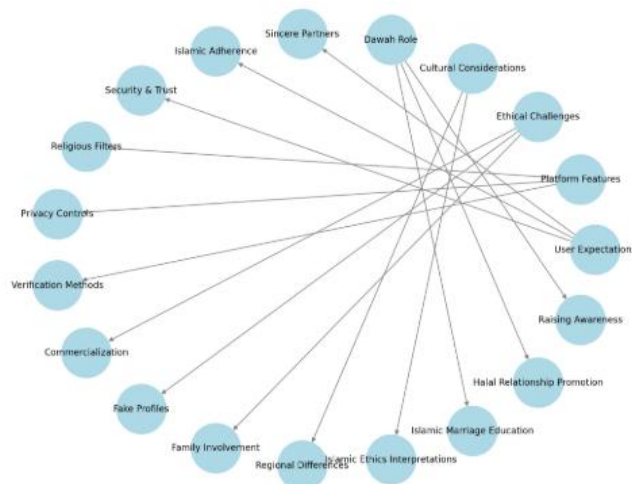 Sincere Partners
Dawah Role
Islamic Adherence
Cultural Considerations
Security & Trust
Ethical Challenges
Religious Filters
Platform Features
Privacy Controls
User Expectation
Verification Methods
Raising Awareness
Commercialization
Halal Relationship Promotion
Fake Profiles
Islamic Marriage Education
Family Involvement
Regional Differences
Islamic Ethics Interpretations